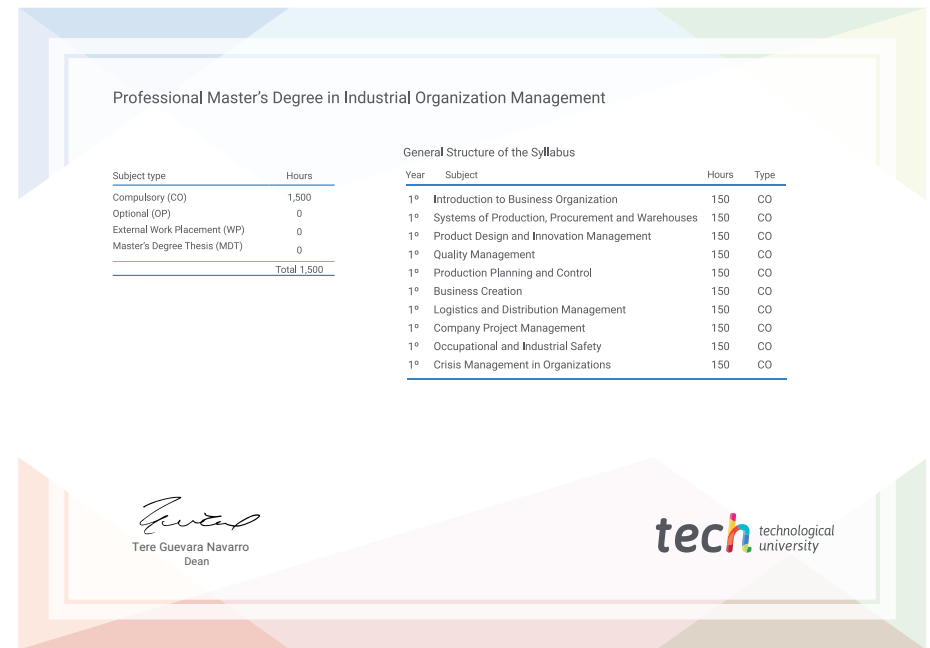 Professional Master's Degree in Industrial Organization Management
Subject type Hours
Compulsory (CO) 1,500
Optional (OP) 0
External Work Placement (WP) 0
Master's Degree Thesis (MDT) 0
Total 1,500
General Structure of the Syllabus
Year Subject Hours Type
1º Introduction to Business Organization 150 CO
1º Systems of Production, Procurement and Warehouses 150 CO
1º Product Design and Innovation Management 150 CO
1º Quality Management 150 CO
1º Production Planning and Control 150 CO
1º Business Creation 150 CO
1º Logistics and Distribution Management 150 CO
1º Company Project Management 150 CO
1º Occupational and Industrial Safety 150 CO
1º Crisis Management in Organizations 150 CO
Tere Guevara Navarro
Dean
tech technological
university